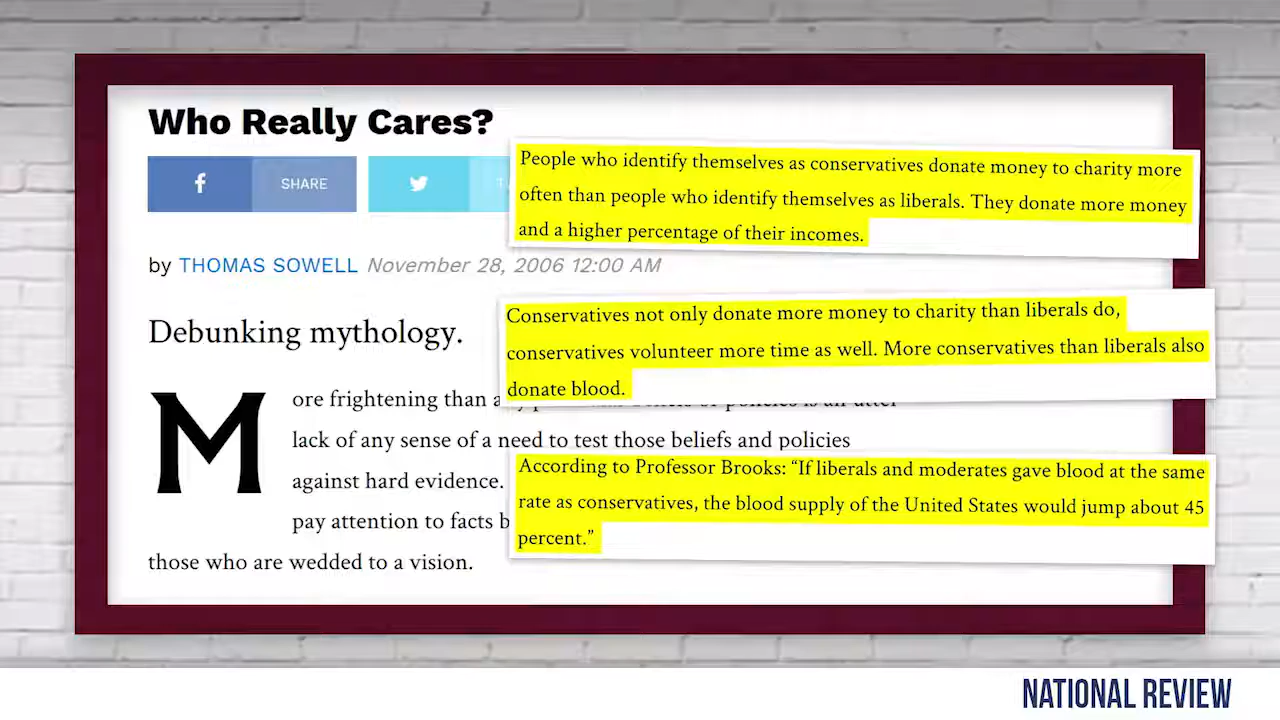 Who Really Cares?
SHARE
by THOMAS SOWELL November 28, 2006 12:00 AM
Debunking mythology.
More frightening than a
lack of any sense of a need to test those beliefs and policies
against hard evidence.
pay attention to facts b
those who are wedded to a vision.
People who identify themselves as conservatives donate money to charity more
often than people who identify themselves as liberals. They donate more money
and a higher percentage of their incomes.
Conservatives not only donate more money to charity than liberals do,
conservatives volunteer more time as well. More conservatives than liberals also
donate blood.
According to Professor Brooks: “If liberals and moderates gave blood at the same
rate as conservatives, the blood supply of the United States would jump about 45
percent.”
NATIONAL REVIEW